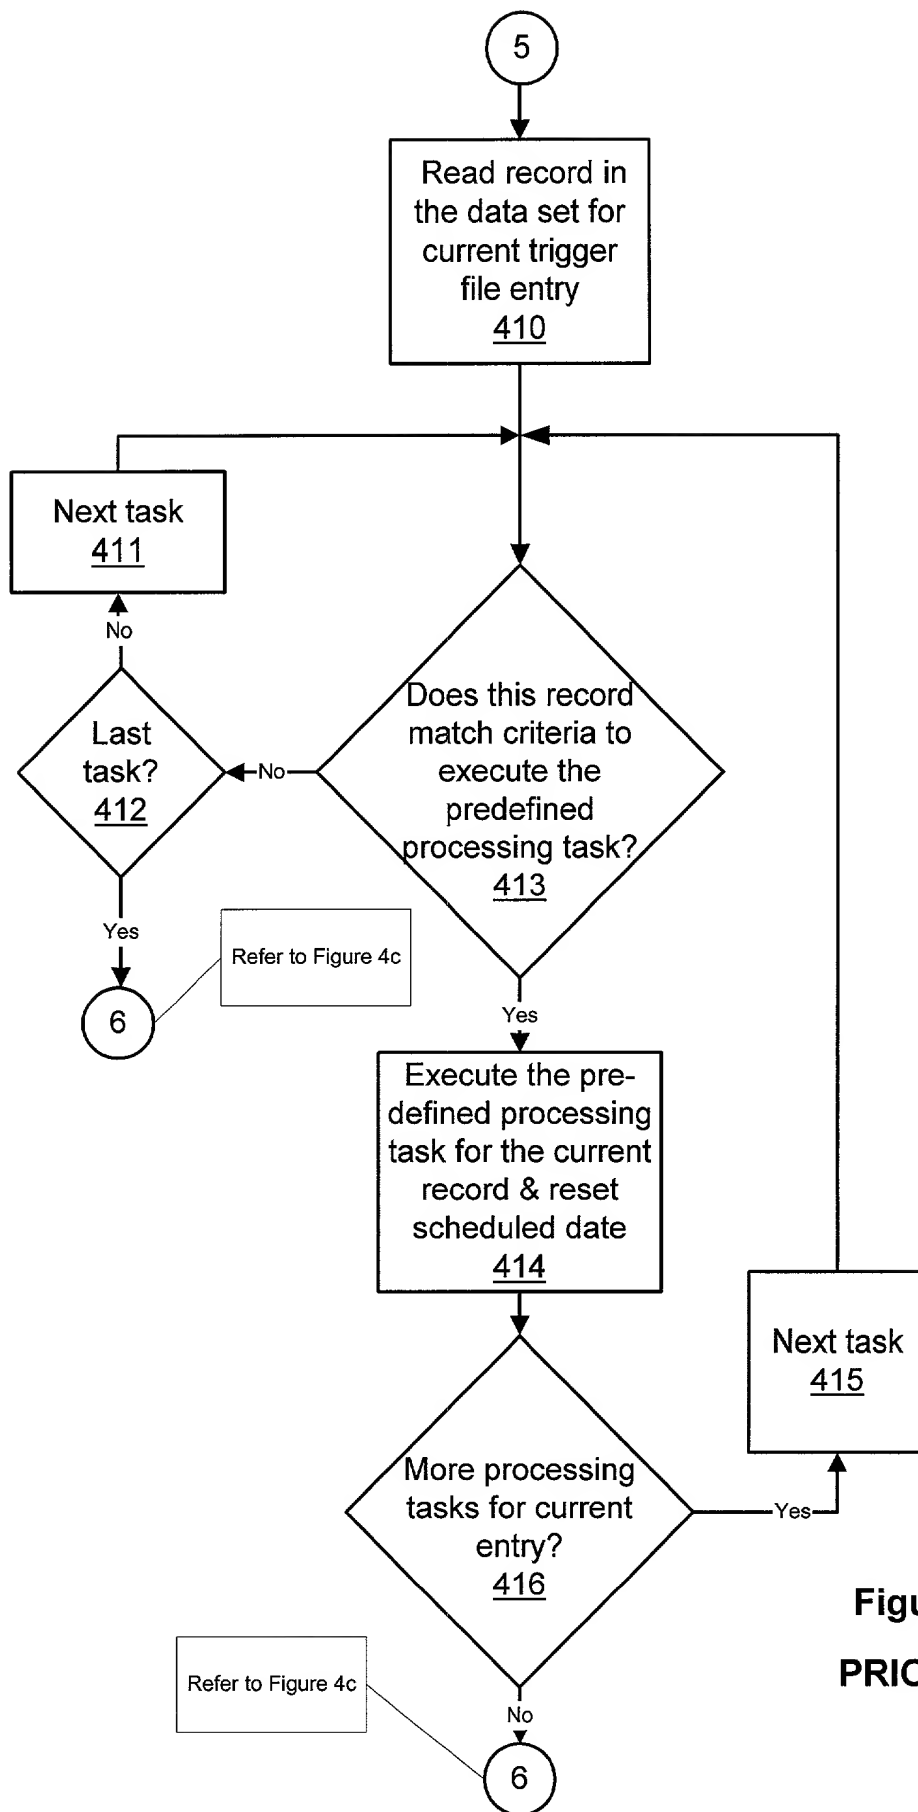 5
Read record in
the data set for
current trigger
file entry
410
Next task
411
No
Last
task?
412
No
Does this record
match criteria to
execute the
predefined
processing task?
413
Yes
Refer to Figure 4c
6
Yes
Execute the pre-
defined processing
task for the current
record & reset
scheduled date
414
Next task
415
More processing
tasks for current
entry?
416
Yes
Figu
PRIO
Refer to Figure 4c
No
6